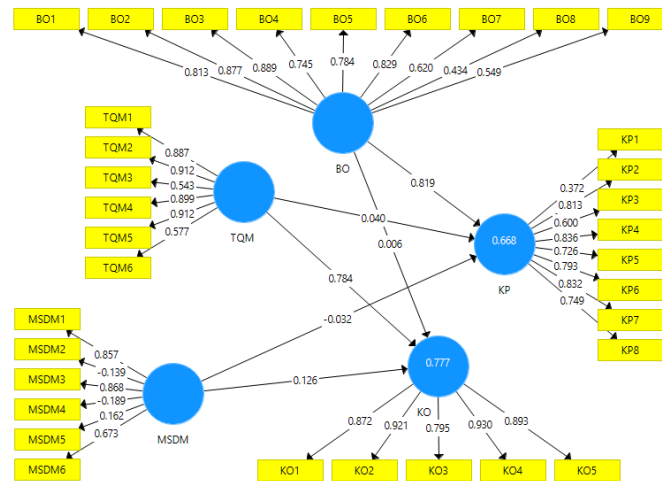 BO1 BO2 BO3 BO4 BO5 BO6 BO7 BO8 BO9
0.813 0.877 0.889 0.745 0.784 0.829 0.620 0.434 0.549
BO
TQM1
TQM2
TQM3
TQM4
TQM5
TQM6
0.887
0.912
0.543
0.899
0.912
0.577
TQM
0.819
0.040
0.006
0.784
-0.032
0.126
KP1
KP2
KP3
KP4
KP5
KP6
KP7
KP8
0.372
0.813
0.600
0.836
0.726
0.793
0.832
0.749
0.668
KP
MSDM1
MSDM2
MSDM3
MSDM4
MSDM5
MSDM6
0.857
-0.139
0.868
-0.189
0.162
0.673
MSDM
0.777
KO
0.872 0.921 0.795 0.930 0.893
KO1 KO2 KO3 KO4 KO5